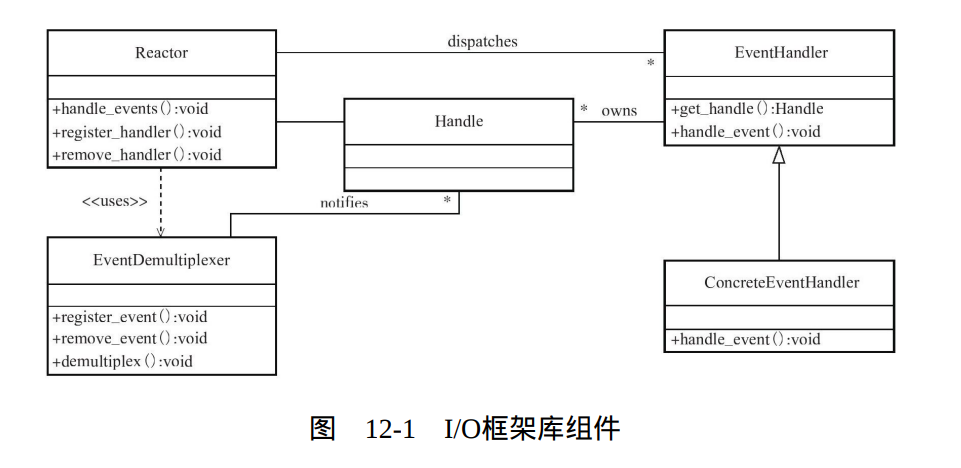 Reactor
+handle_events():void
+register_handler():void
+remove_handler():void
dispatches
*
EventHandler
+get_handle():Handle
+handle_event():void
Handle
*
owns
<<uses>>
notifies
*
EventDemultiplexer
+register_event():void
+remove_event():void
+demultiplex():void
ConcreteEventHandler
+handle_event():void
图 12-1 I/O框架库组件